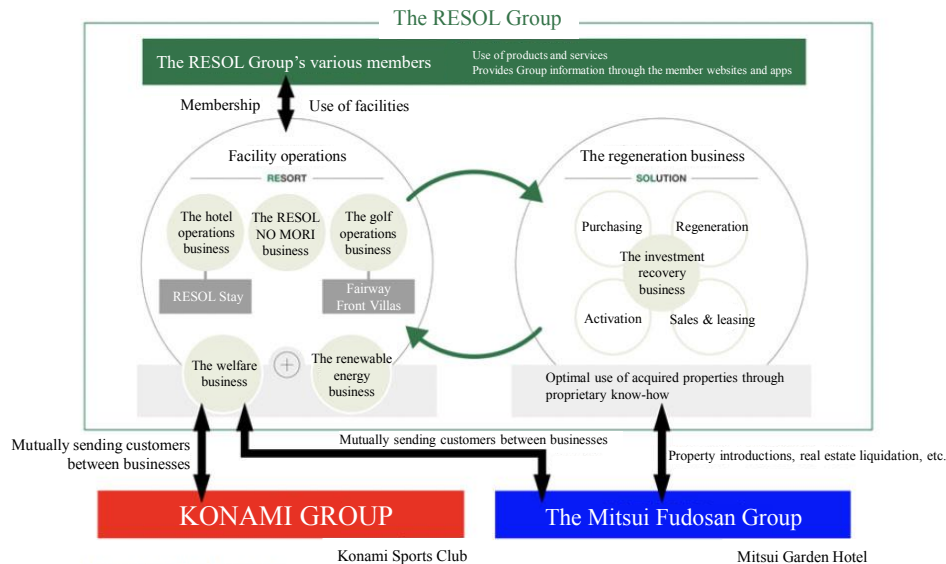 The RESOL Group
The RESOL Group's various members
Use of products and services
Provides Group information through the member websites and apps
Membership
Use of facilities
Facility operations
RESORT
The hotel
operations
business
The RESOL
NO MORI
business
The golf
operations
business
RESOL Stay
Fairway
Front Villas
The welfare
business
The renewable
energy
business
The regeneration business
SOLUTION
Purchasing
Regeneration
The investment
recovery
business
Activation
Sales & leasing
Optimal use of acquired properties through
proprietary know-how
Mutually sending customers
between businesses
Mutually sending customers between businesses
Property introductions, real estate liquidation, etc.
KONAMI GROUP
The Mitsui Fudosan Group
Konami Sports Club
Mitsui Garden Hotel